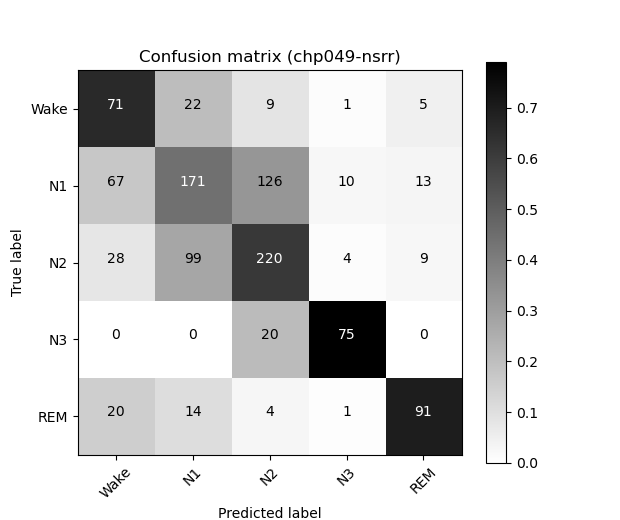 Confusion matrix (chp049-nsrr)
True label
Wake 71 22 9 1 5
N1 67 171 126 10 13
N2 28 99 220 4 9
N3 0 0 20 75 0
REM 20 14 4 1 91
Wake N1 N2 N3 REM
Predicted label
0.7
0.6
0.5
0.4
0.3
0.2
0.1
0.0